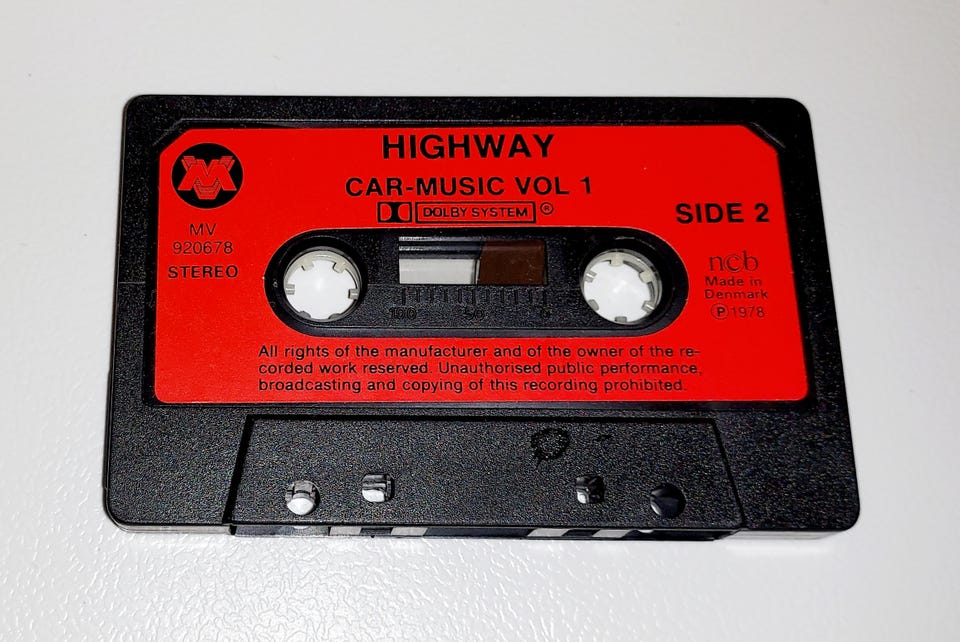 HIGHWAY
CAR-MUSIC VOL 1
DOLBY SYSTEM ®
SIDE 2
MV
920678
STEREO
ncb
Made in
Denmark
Ⓟ 1978
100 50 0
All rights of the manufacturer and of the owner of the re-
corded work reserved. Unauthorised public performance,
broadcasting and copying of this recording prohibited.